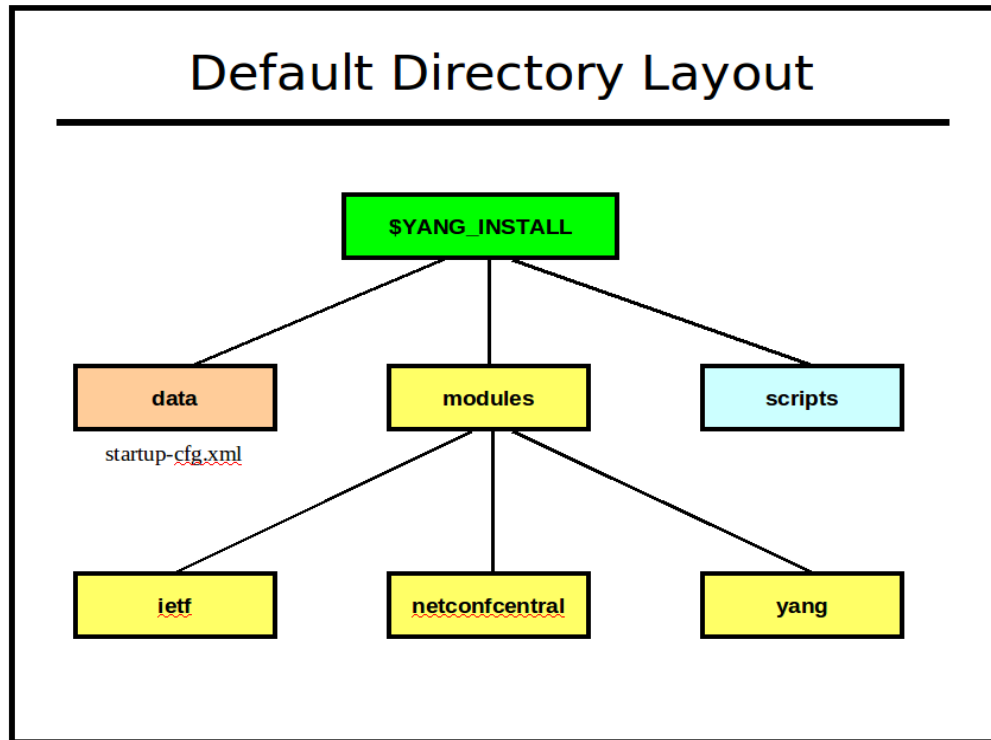 Default Directory Layout
$YANG_INSTALL
data
modules
scripts
startup-cfg.xml
ietf
netconfcentral
yang